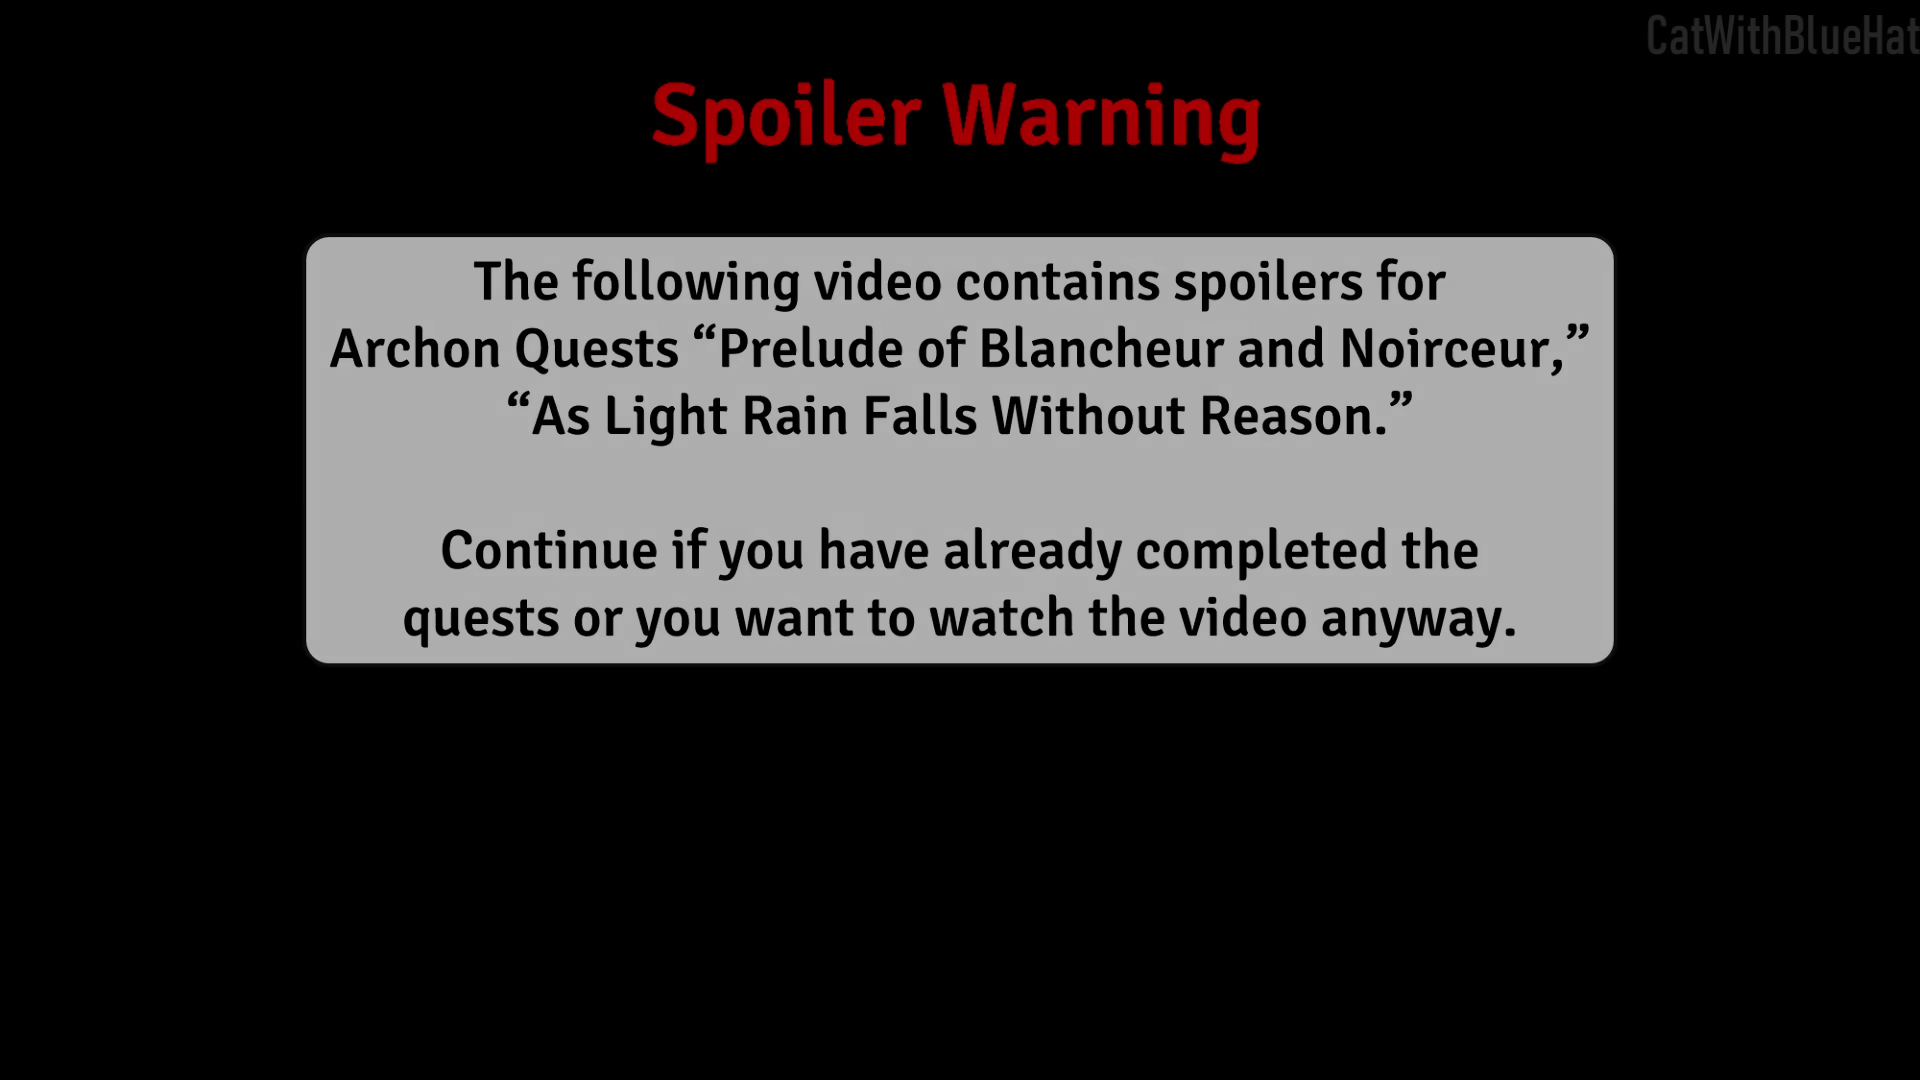 CatWithBlueHat
Spoiler Warning
The following video contains spoilers for
Archon Quests “Prelude of Blancheur and Noirceur,”
“As Light Rain Falls Without Reason.”
Continue if you have already completed the
quests or you want to watch the video anyway.